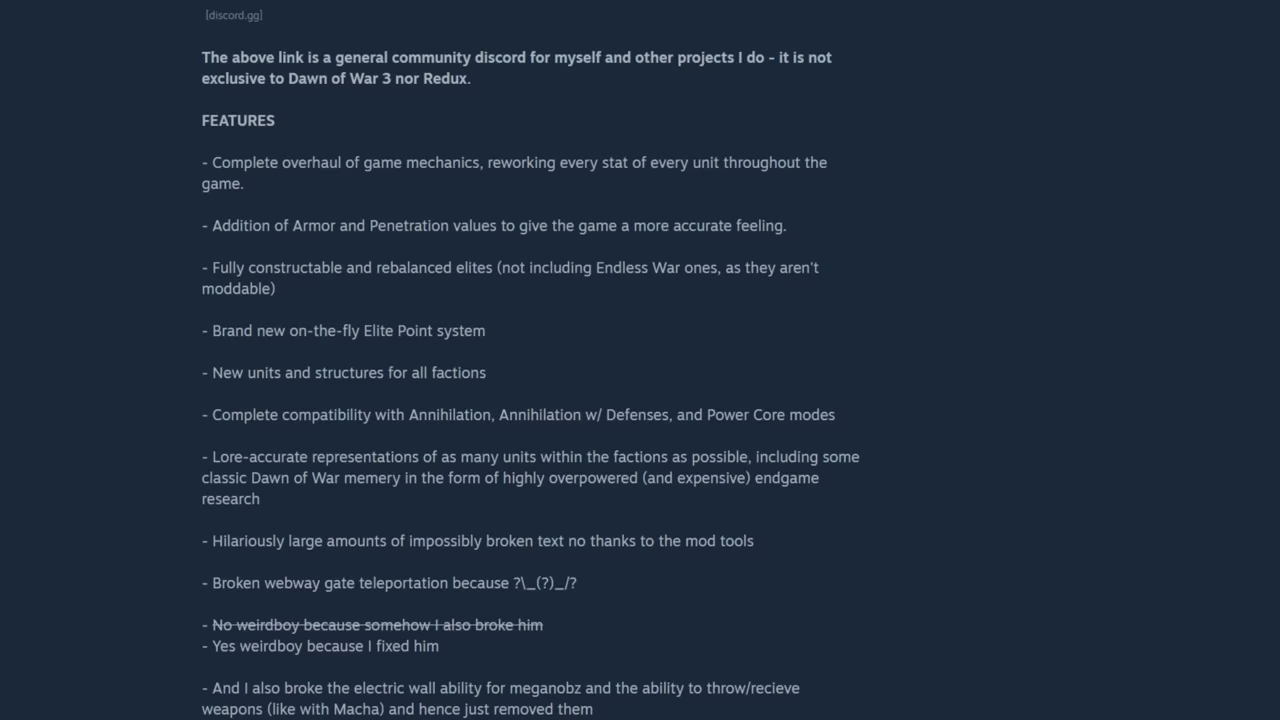 [discord.gg]
The above link is a general community discord for myself and other projects I do - it is not
exclusive to Dawn of War 3 nor Redux.
FEATURES
- Complete overhaul of game mechanics, reworking every stat of every unit throughout the
game.
- Addition of Armor and Penetration values to give the game a more accurate feeling.
- Fully constructable and rebalanced elites (not including Endless War ones, as they aren't
moddable)
- Brand new on-the-fly Elite Point system
- New units and structures for all factions
- Complete compatibility with Annihilation, Annihilation w/ Defenses, and Power Core modes
- Lore-accurate representations of as many units within the factions as possible, including some
classic Dawn of War memery in the form of highly overpowered (and expensive) endgame
research
- Hilariously large amounts of impossibly broken text no thanks to the mod tools
- Broken webway gate teleportation because ?\_(?)_/?
- No weirdboy because somehow I also broke him
- Yes weirdboy because I fixed him
- And I also broke the electric wall ability for meganobz and the ability to throw/recieve
weapons (like with Macha) and hence just removed them